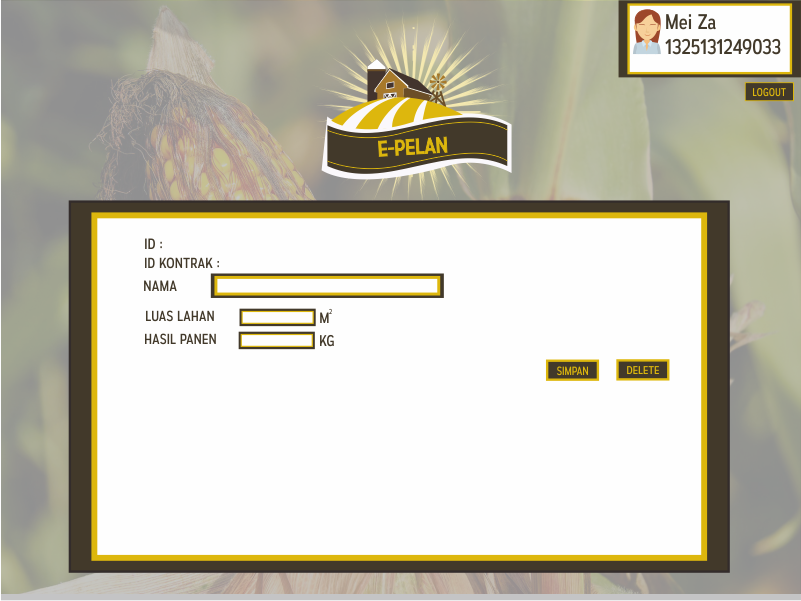 Mei Za
1325131249033
LOGOUT
E-PELAN
ID :
ID KONTRAK :
NAMA
LUAS LAHAN M²
HASIL PANEN KG
SIMPAN DELETE